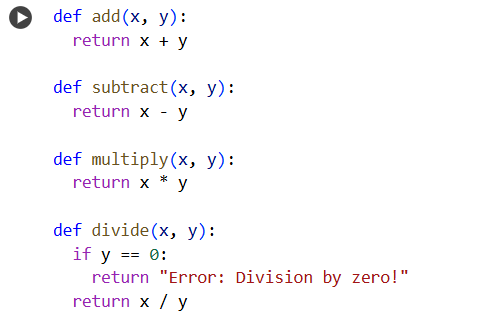 def add(x, y):
  return x + y

def subtract(x, y):
  return x - y

def multiply(x, y):
  return x * y

def divide(x, y):
  if y == 0:
    return "Error: Division by zero!"
  return x / y